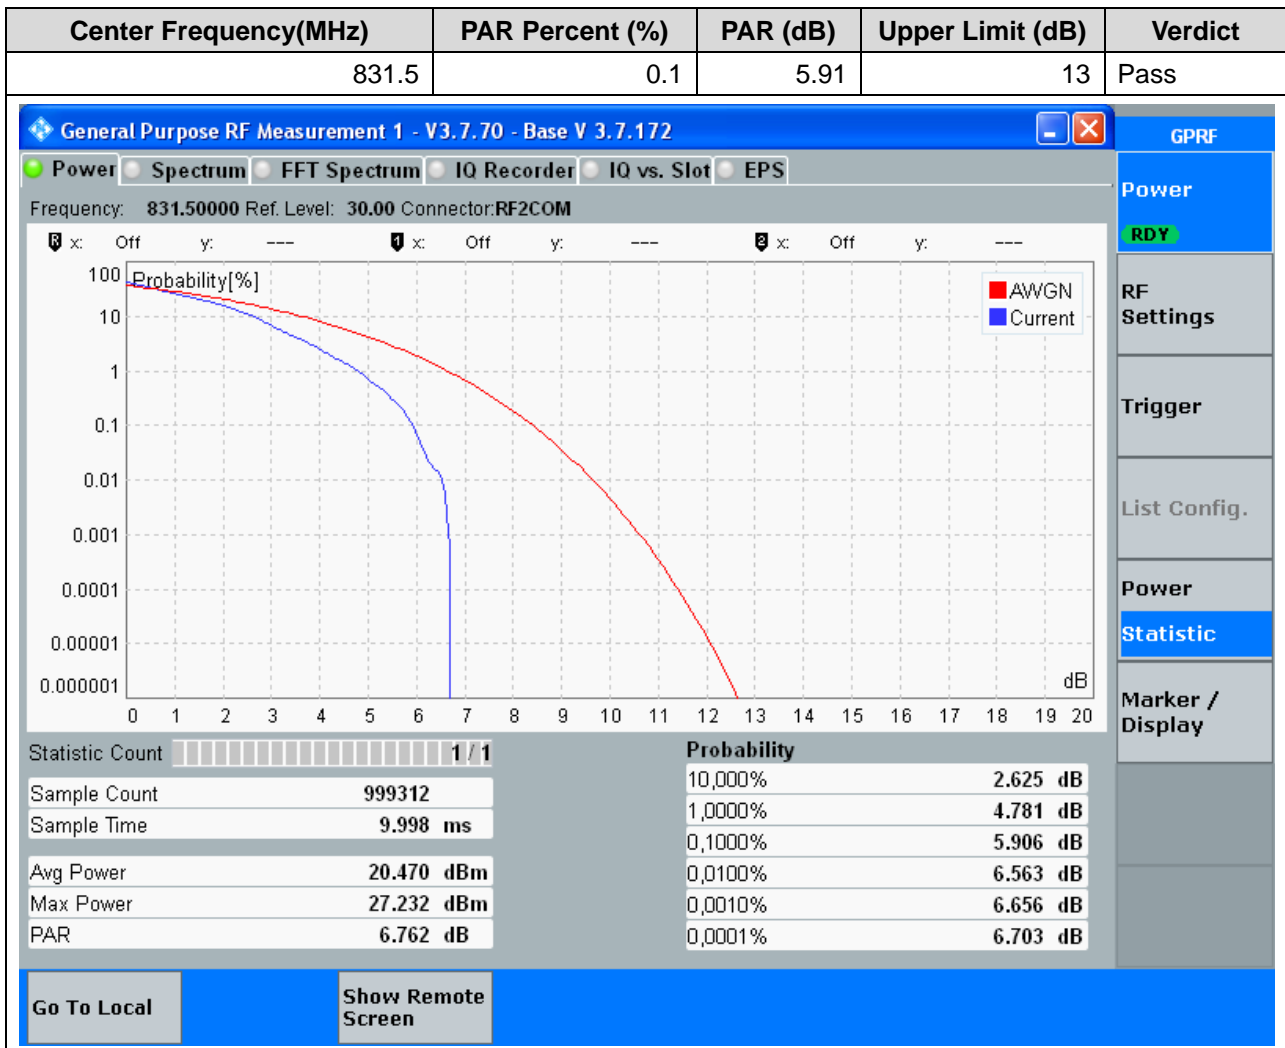 Center Frequency(MHz) PAR Percent (%) PAR (dB) Upper Limit (dB) Verdict
831.5 0.1 5.91 13 Pass
General Purpose RF Measurement 1 - V3.7.70 - Base V 3.7.172
GPRF
Power Spectrum FFT Spectrum IQ Recorder IQ vs. Slot EPS
Power
RDY
Frequency: 831.50000 Ref. Level: 30.00 Connector:RF2COM
R x: Off y: --- 1 x: Off y: --- 2 x: Off y: ---
Probability[%]
AWGN
Current
100
10
1
0.1
0.01
0.001
0.0001
0.00001
0.000001
dB
0 1 2 3 4 5 6 7 8 9 10 11 12 13 14 15 16 17 18 19 20
RF
Settings
Trigger
List Config.
Power
Statistic
Marker /
Display
Statistic Count 1 / 1
Sample Count 999312
Sample Time 9.998 ms
Avg Power 20.470 dBm
Max Power 27.232 dBm
PAR 6.762 dB
Probability
10,000% 2.625 dB
1,0000% 4.781 dB
0,1000% 5.906 dB
0,0100% 6.563 dB
0,0010% 6.656 dB
0,0001% 6.703 dB
Go To Local
Show Remote
Screen